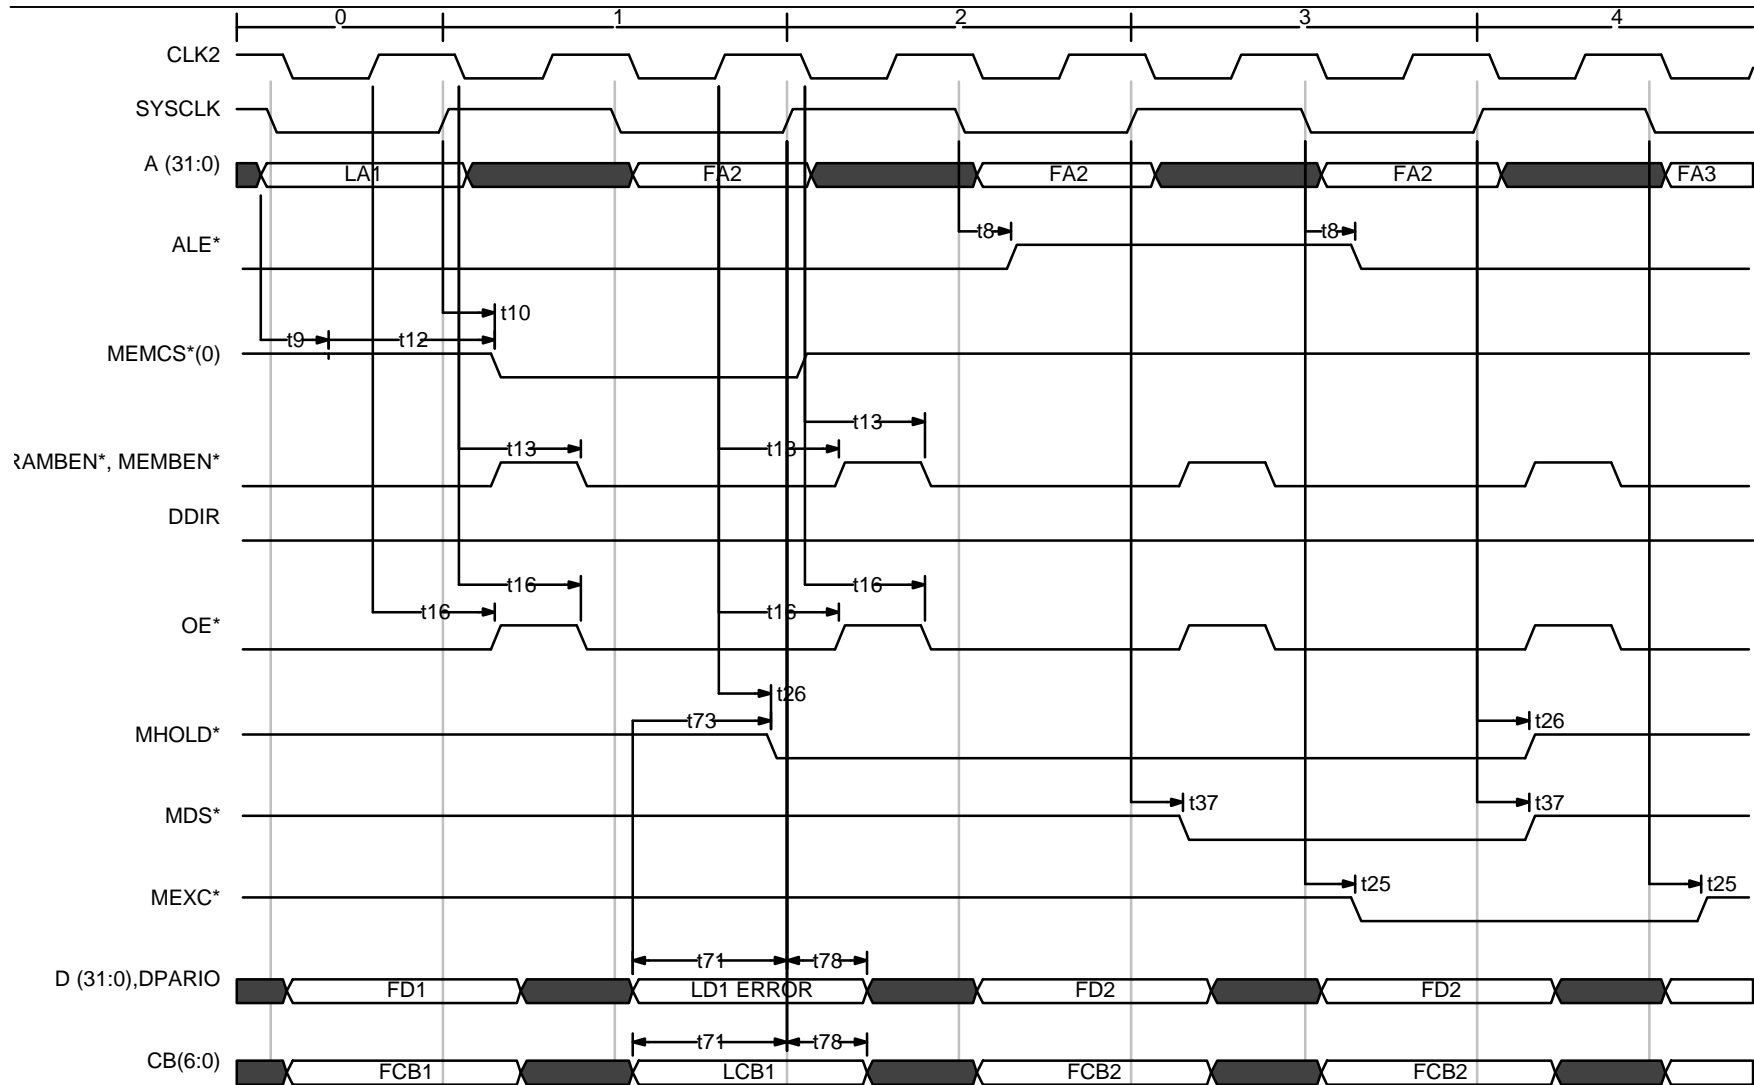 0 1 2 3 4
CLK2
SYSCLK
A (31:0) LA1 FA2 FA2 FA2 FA3
t8 t8
ALE*
t10
t9 t12
MEMCS*(0)
t13
t13 t13
RAMBEN*, MEMBEN*
DDIR
t16 t16
t16 t16
OE*
t26
t73 t26
MHOLD*
t37 t37
MDS*
t25 t25
MEXC*
t71 t78
D (31:0),DPARIO FD1 LD1 ERROR FD2 FD2
t71 t78
CB(6:0) FCB1 LCB1 FCB2 FCB2